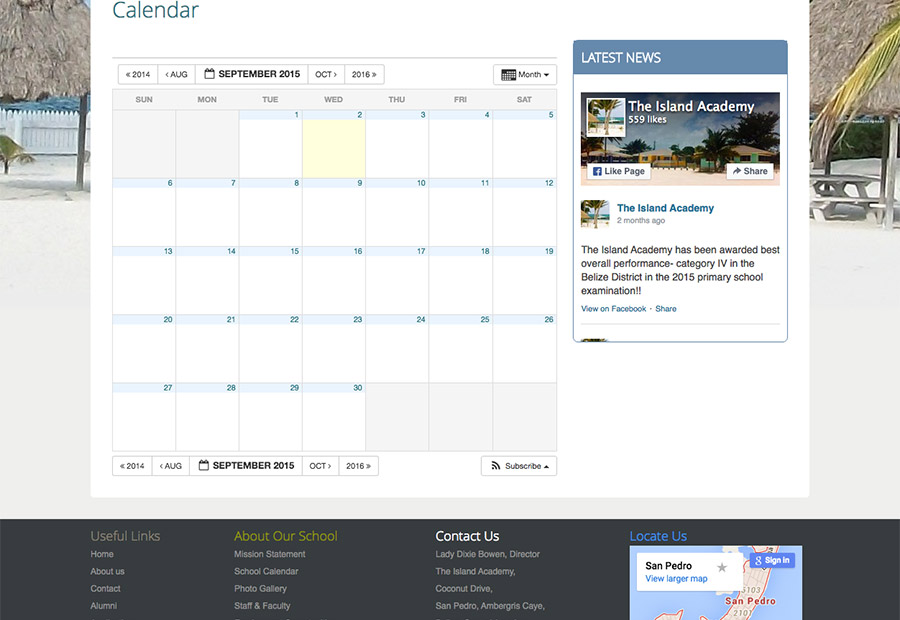 Calendar
« 2014 ‹ AUG SEPTEMBER 2015 OCT › 2016 »
Month
SUN MON TUE WED THU FRI SAT
1 2 3 4 5
6 7 8 9 10 11 12
13 14 15 16 17 18 19
20 21 22 23 24 25 26
27 28 29 30
« 2014 ‹ AUG SEPTEMBER 2015 OCT › 2016 »
Subscribe
LATEST NEWS
The Island Academy
559 likes
Like Page
Share
The Island Academy
2 months ago
The Island Academy has been awarded best
overall performance- category IV in the
Belize District in the 2015 primary school
examination!!
View on Facebook · Share
Useful Links
Home
About us
Contact
Alumni
About Our School
Mission Statement
School Calendar
Photo Gallery
Staff & Faculty
Contact Us
Lady Dixie Bowen, Director
The Island Academy,
Coconut Drive,
San Pedro, Ambergris Caye,
Locate Us
San Pedro
View larger map
Sign in
5103
San Pedro
2101